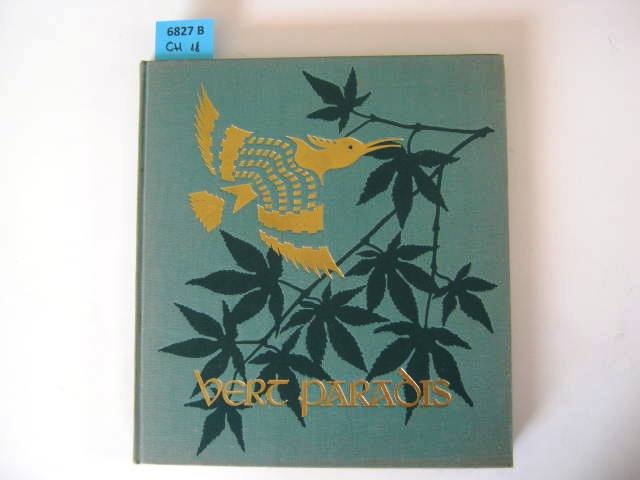 6827 B
CH 18
VERT PARADIS